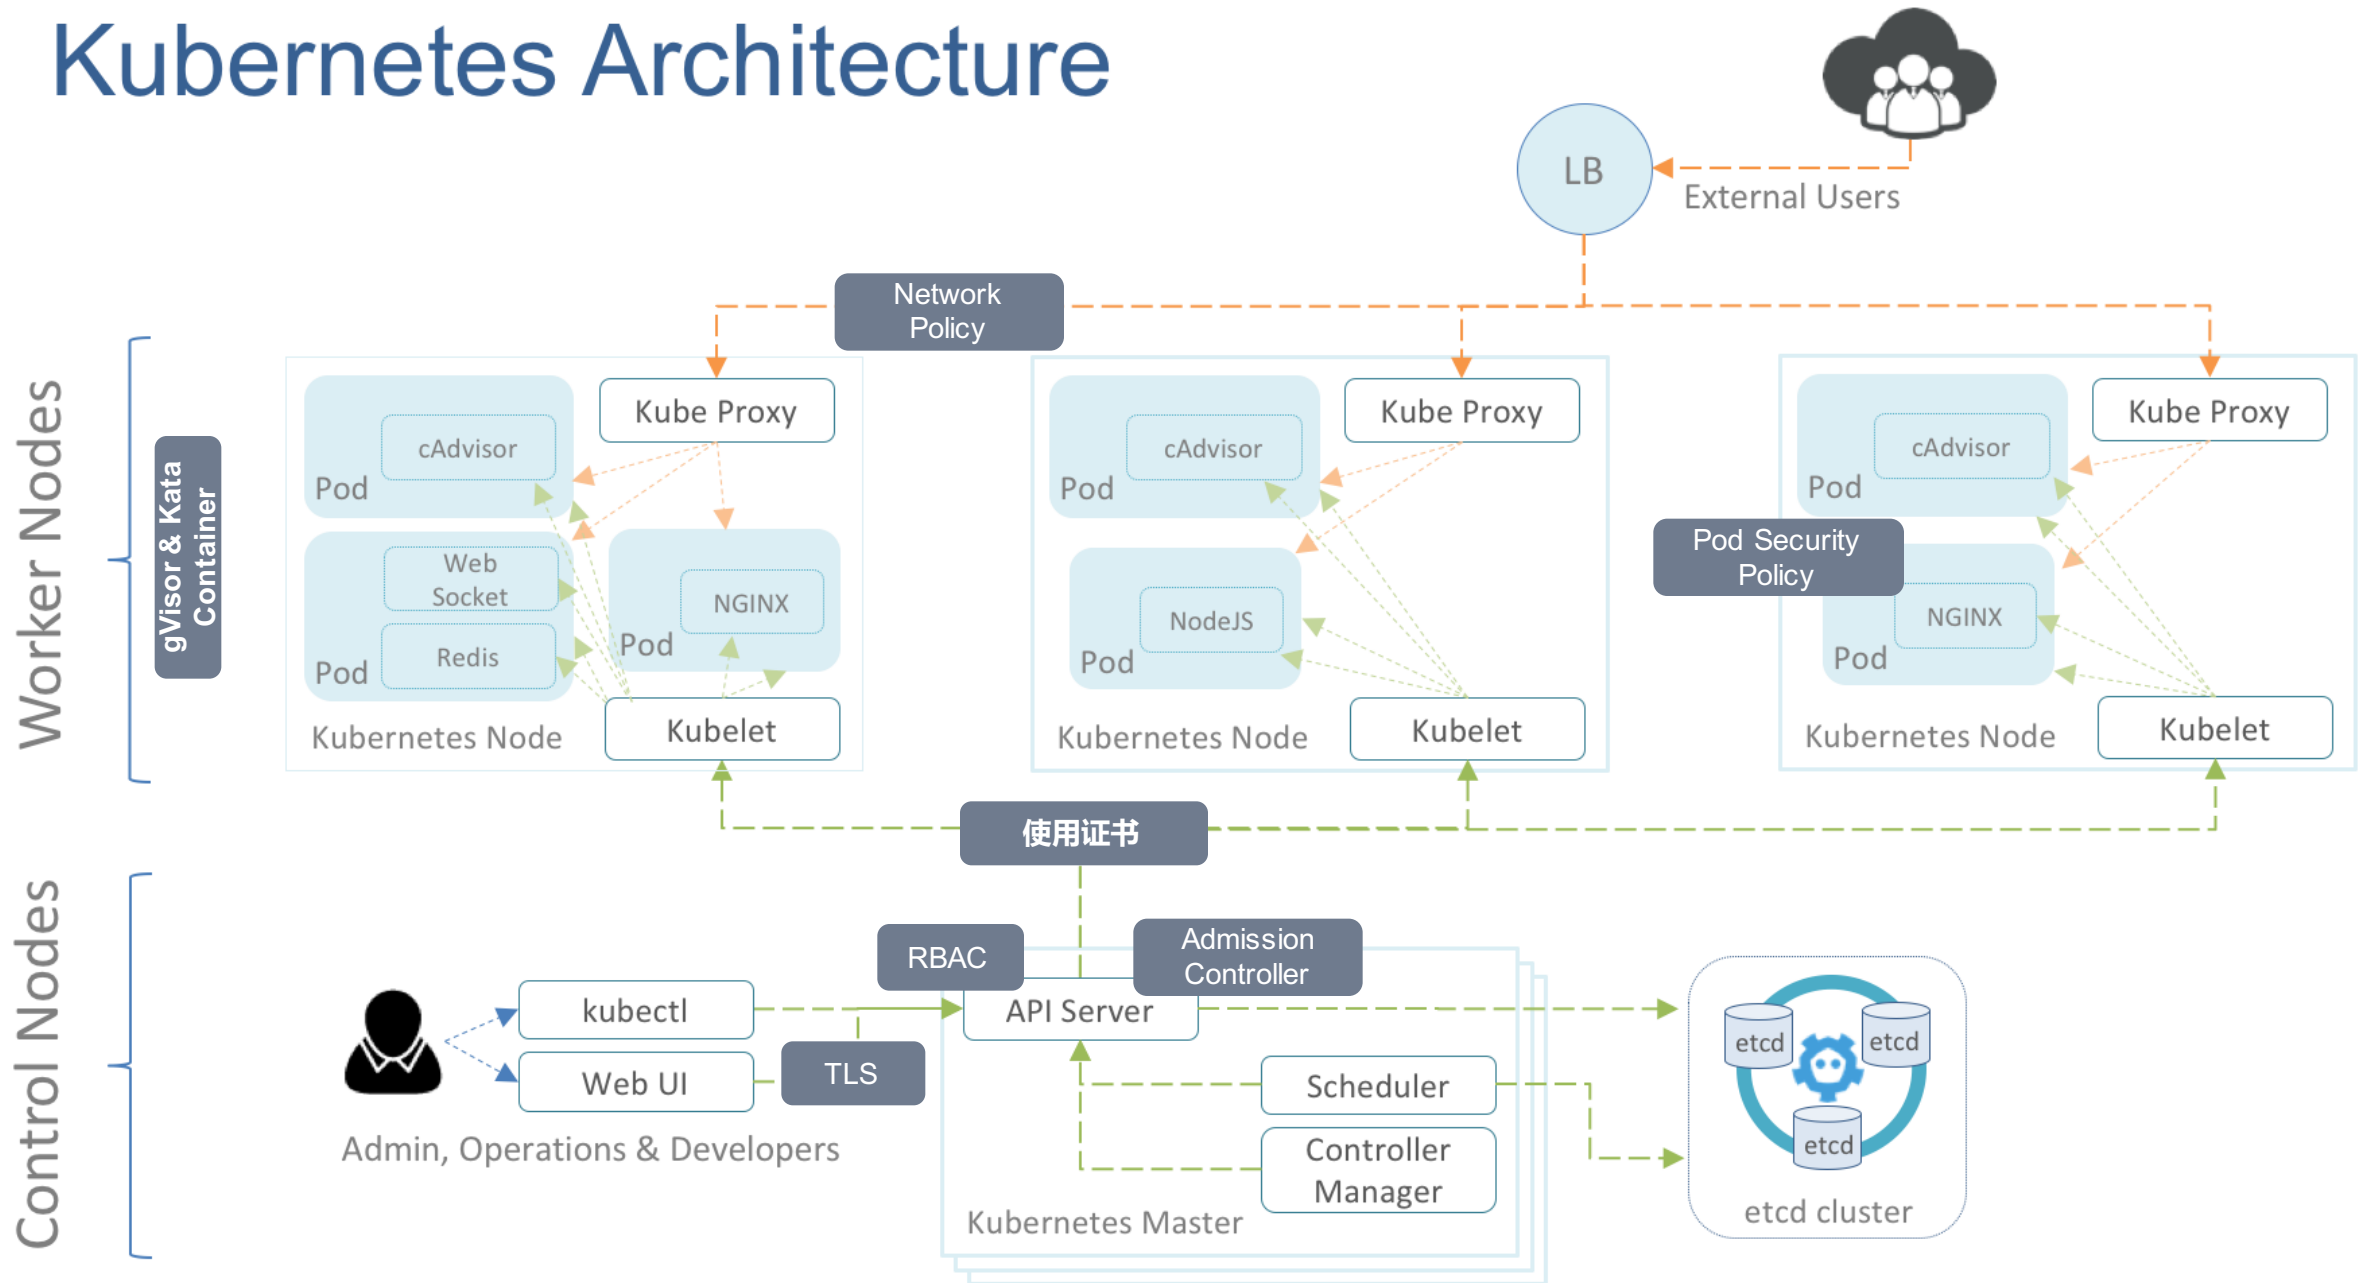 Kubernetes Architecture
LB
External Users
Network
Policy
Worker Nodes
gVisor & Kata
Container
cAdvisor
Pod
Kube Proxy
Web
Socket
Redis
Pod
NGINX
Pod
Kubernetes Node
Kubelet
cAdvisor
Pod
Kube Proxy
NodeJS
Pod
Kubernetes Node
Kubelet
cAdvisor
Pod
Kube Proxy
Pod Security
Policy
NGINX
Pod
Kubernetes Node
Kubelet
使用证书
Control Nodes
RBAC
Admission
Controller
kubectl
Web UI
TLS
Admin, Operations & Developers
API Server
Scheduler
Controller
Manager
Kubernetes Master
etcd
etcd
etcd
etcd cluster